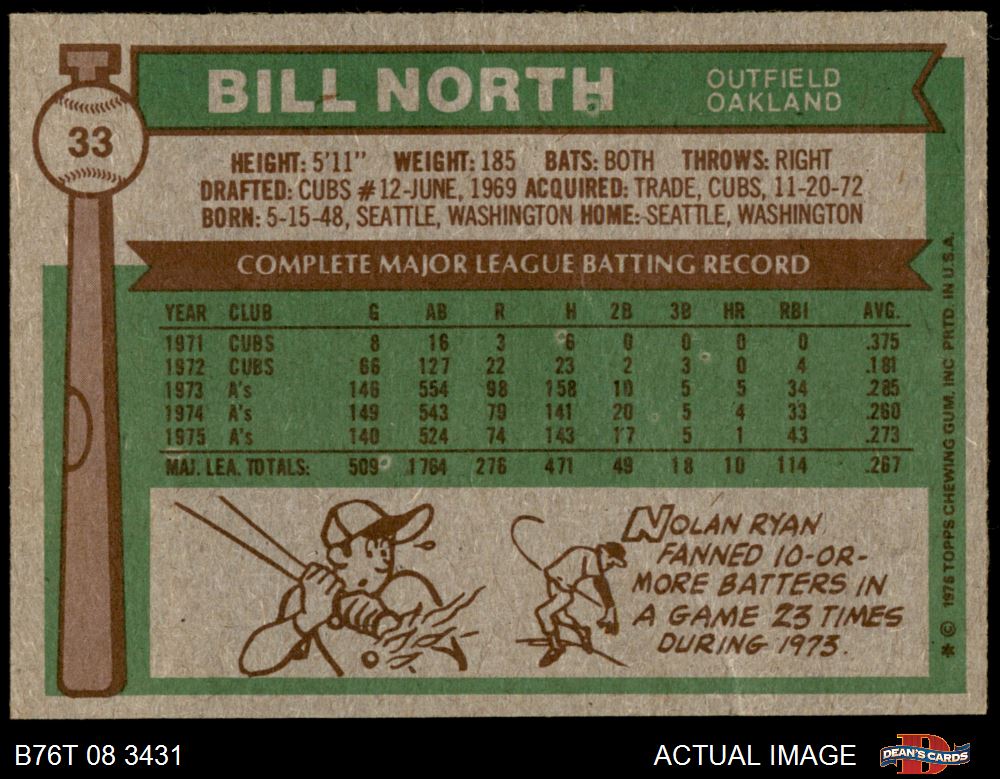 33
BILL NORTH
OUTFIELD
OAKLAND
HEIGHT: 5'11" WEIGHT: 185 BATS: BOTH THROWS: RIGHT
DRAFTED: CUBS #12-JUNE, 1969 ACQUIRED: TRADE, CUBS, 11-20-72
BORN: 5-15-48, SEATTLE, WASHINGTON HOME: SEATTLE, WASHINGTON
COMPLETE MAJOR LEAGUE BATTING RECORD
YEAR CLUB G AB R H 2B 3B HR RBI AVG.
1971 CUBS 8 16 3 6 0 0 0 0 .375
1972 CUBS 66 127 22 23 2 3 0 4 .181
1973 A's 146 554 98 158 10 5 5 34 .285
1974 A's 149 543 79 141 20 5 4 33 .260
1975 A's 140 524 74 143 17 5 1 43 .273
MAJ. LEA. TOTALS: 509 1764 276 471 49 18 10 114 .267
NOLAN RYAN
FANNED 10-OR-
MORE BATTERS IN
A GAME 23 TIMES
DURING 1973.
* © 1976 TOPPS CHEWING GUM, INC PRTD. IN U.S.A.
B76T 08 3431
ACTUAL IMAGE
DEAN'S CARDS